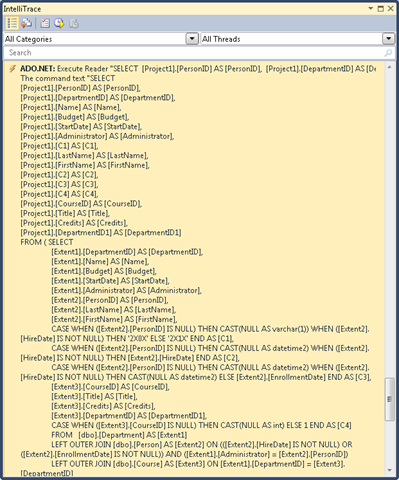 IntelliTrace
All Categories
All Threads
Search
ADO.NET: Execute Reader "SELECT [Project1].[PersonID] AS [PersonID], [Project1].[DepartmentID] AS [De
The command text "SELECT
[Project1].[PersonID] AS [PersonID],
[Project1].[DepartmentID] AS [DepartmentID],
[Project1].[Name] AS [Name],
[Project1].[Budget] AS [Budget],
[Project1].[StartDate] AS [StartDate],
[Project1].[Administrator] AS [Administrator],
[Project1].[C1] AS [C1],
[Project1].[LastName] AS [LastName],
[Project1].[FirstName] AS [FirstName],
[Project1].[C2] AS [C2],
[Project1].[C3] AS [C3],
[Project1].[C4] AS [C4],
[Project1].[CourseID] AS [CourseID],
[Project1].[Title] AS [Title],
[Project1].[Credits] AS [Credits],
[Project1].[DepartmentID1] AS [DepartmentID1]
FROM ( SELECT
[Extent1].[DepartmentID] AS [DepartmentID],
[Extent1].[Name] AS [Name],
[Extent1].[Budget] AS [Budget],
[Extent1].[StartDate] AS [StartDate],
[Extent1].[Administrator] AS [Administrator],
[Extent2].[PersonID] AS [PersonID],
[Extent2].[LastName] AS [LastName],
[Extent2].[FirstName] AS [FirstName],
CASE WHEN ([Extent2].[PersonID] IS NULL) THEN CAST(NULL AS varchar(1)) WHEN ([Extent2].
[HireDate] IS NOT NULL) THEN '2X0X' ELSE '2X1X' END AS [C1],
CASE WHEN ([Extent2].[PersonID] IS NULL) THEN CAST(NULL AS datetime2) WHEN ([Extent2].
[HireDate] IS NOT NULL) THEN [Extent2].[HireDate] END AS [C2],
CASE WHEN ([Extent2].[PersonID] IS NULL) THEN CAST(NULL AS datetime2) WHEN ([Extent2].
[HireDate] IS NOT NULL) THEN CAST(NULL AS datetime2) ELSE [Extent2].[EnrollmentDate] END AS [C3],
[Extent3].[CourseID] AS [CourseID],
[Extent3].[Title] AS [Title],
[Extent3].[Credits] AS [Credits],
[Extent3].[DepartmentID] AS [DepartmentID1],
CASE WHEN ([Extent3].[CourseID] IS NULL) THEN CAST(NULL AS int) ELSE 1 END AS [C4]
FROM [dbo].[Department] AS [Extent1]
LEFT OUTER JOIN [dbo].[Person] AS [Extent2] ON (([Extent2].[HireDate] IS NOT NULL) OR
([Extent2].[EnrollmentDate] IS NOT NULL)) AND ([Extent1].[Administrator] = [Extent2].[PersonID])
LEFT OUTER JOIN [dbo].[Course] AS [Extent3] ON [Extent1].[DepartmentID] = [Extent3].
[DepartmentID]